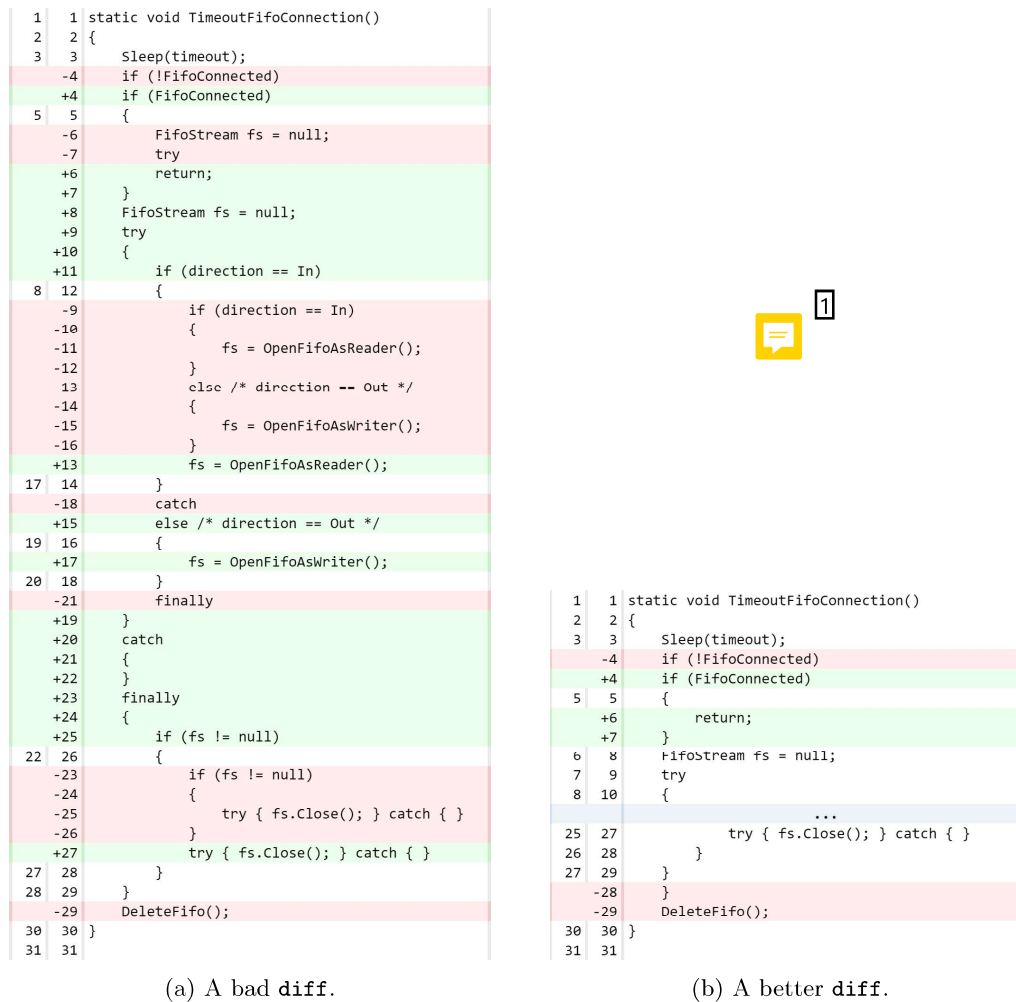 1 1 static void TimeoutFifoConnection()
2 2 {
3 3 Sleep(timeout);
-4 if (!FifoConnected)
+4 if (FifoConnected)
5 5 {
-6 FifoStream fs = null;
-7 try
+6 return;
+7 }
+8 FifoStream fs = null;
+9 try
+10 {
+11 if (direction == In)
8 12 {
-9 if (direction == In)
-10 {
-11 fs = OpenFifoAsReader();
-12 }
13 else /* direction == Out */
-14 {
-15 fs = OpenFifoAsWriter();
-16 }
+13 fs = OpenFifoAsReader();
17 14 }
-18 catch
+15 else /* direction == Out */
19 16 {
+17 fs = OpenFifoAsWriter();
20 18 }
-21 finally
+19 }
+20 catch
+21 {
+22 }
+23 finally
+24 {
+25 if (fs != null)
22 26 {
-23 if (fs != null)
-24 {
-25 try { fs.Close(); } catch { }
-26 }
+27 try { fs.Close(); } catch { }
27 28 }
28 29 }
-29 DeleteFifo();
30 30 }
31 31
(a) A bad diff.
1
1 1 static void TimeoutFifoConnection()
2 2 {
3 3 Sleep(timeout);
-4 if (!FifoConnected)
+4 if (FifoConnected)
5 5 {
+6 return;
+7 }
6 8 FifoStream fs = null;
7 9 try
8 10 {
...
25 27 try { fs.Close(); } catch { }
26 28 }
27 29 }
-28 }
-29 DeleteFifo();
30 30 }
31 31
(b) A better diff.